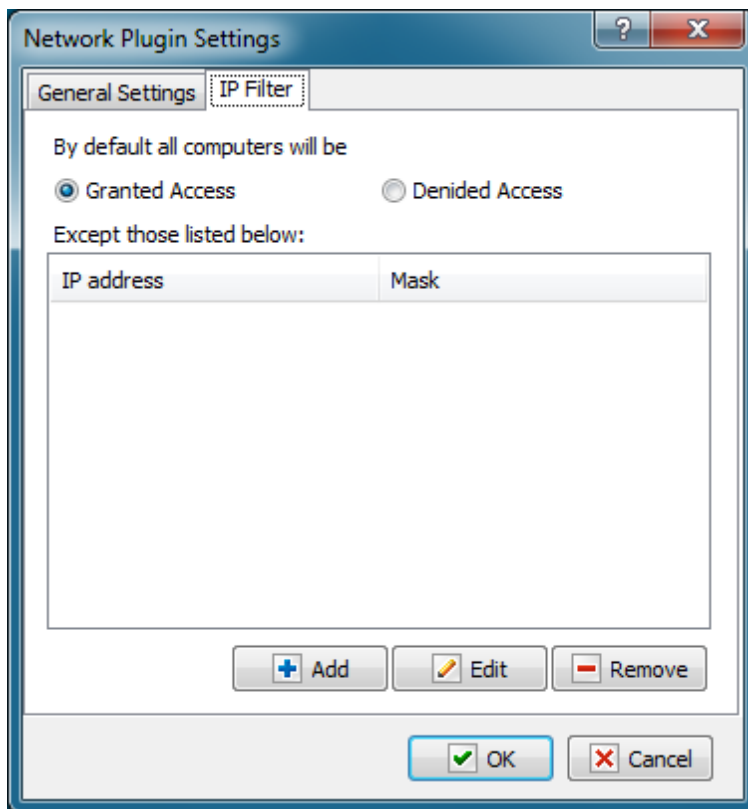 Network Plugin Settings
?
X
General Settings IP Filter
By default all computers will be
Granted Access Denided Access
Except those listed below:
IP address Mask
Add Edit Remove
OK Cancel